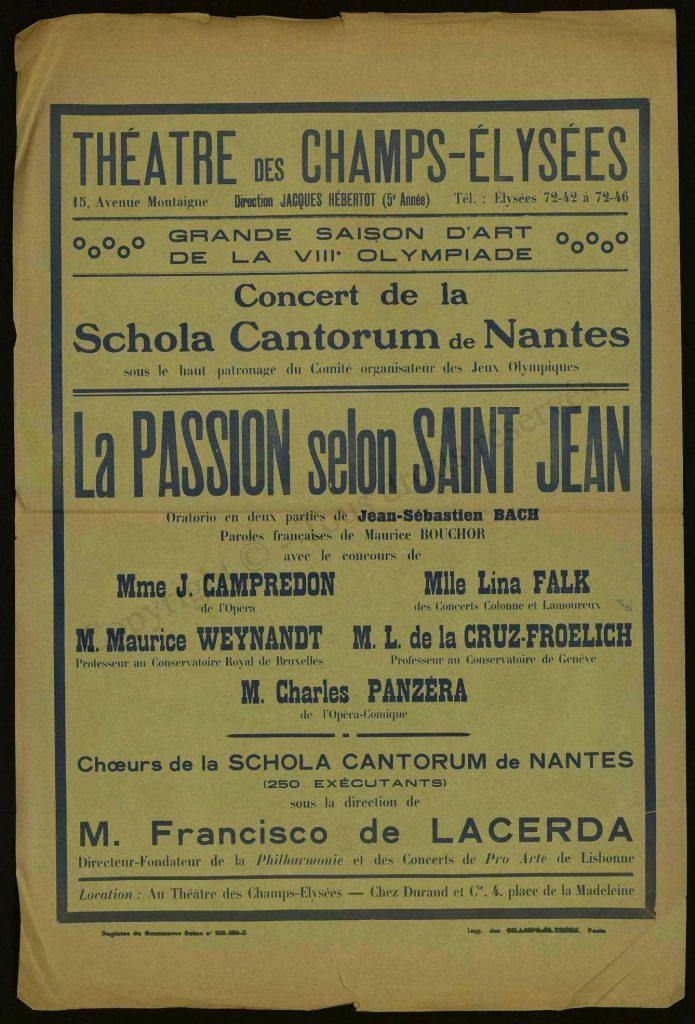 THÉATRE DES CHAMPS-ÉLYSÉES
15, Avenue Montaigne Direction JACQUES HÉBERTOT (5e Année) Tél. : Élysées 72-42 à 72-46
GRANDE SAISON D'ART
DE LA VIIIe OLYMPIADE
Concert de la
Schola Cantorum de Nantes
sous le haut patronage du Comité organisateur des Jeux Olympiques
La PASSION selon SAINT JEAN
Oratorio en deux parties de Jean-Sébastien BACH
Paroles françaises de Maurice BOUCHOR
avec le concours de
Mme J. CAMPREDON Mlle Lina FALK
de l'Opéra des Concerts Colonne et Lamoureux
M. Maurice WEYNANDT M. L. de la CRUZ-FROELICH
Professeur au Conservatoire Royal de Bruxelles Professeur au Conservatoire de Genève
M. Charles PANZÉRA
de l'Opéra-Comique
Chœurs de la SCHOLA CANTORUM de NANTES
(250 EXÉCUTANTS)
sous la direction de
M. Francisco de LACERDA
Directeur-Fondateur de la Philharmonie et des Concerts de Pro Arte de Lisbonne
Location : Au Théâtre des Champs-Elysées — Chez Durand et Cie, 4, place de la Madeleine
Registre du Commerce Seine n°
Imp. des CHAMPS-ÉLYSÉES, Paris
Copyright © droits réservés